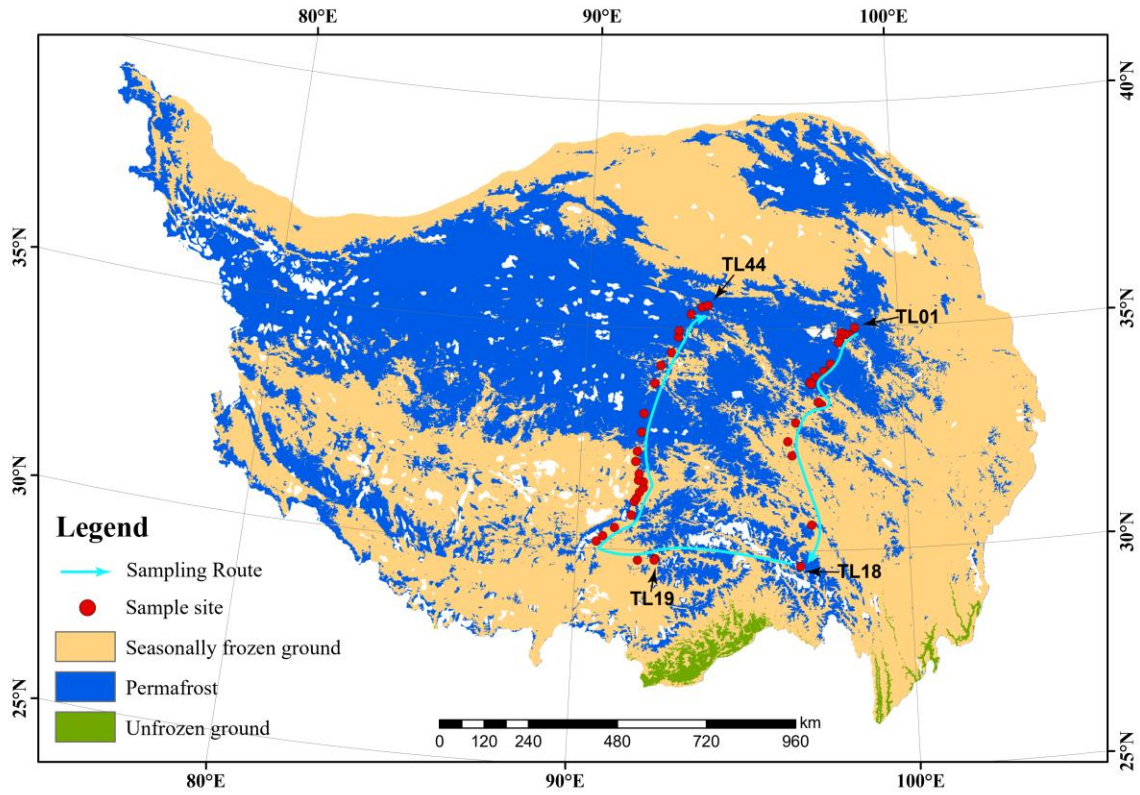 80°E 90°E 100°E
40°N
35°N 35°N
30°N 30°N
25°N 25°N
TL44
TL01
TL18
TL19
Legend
Sampling Route
Sample site
Seasonally frozen ground
Permafrost
Unfrozen ground
km
0 120 240 480 720 960
80°E 90°E 100°E